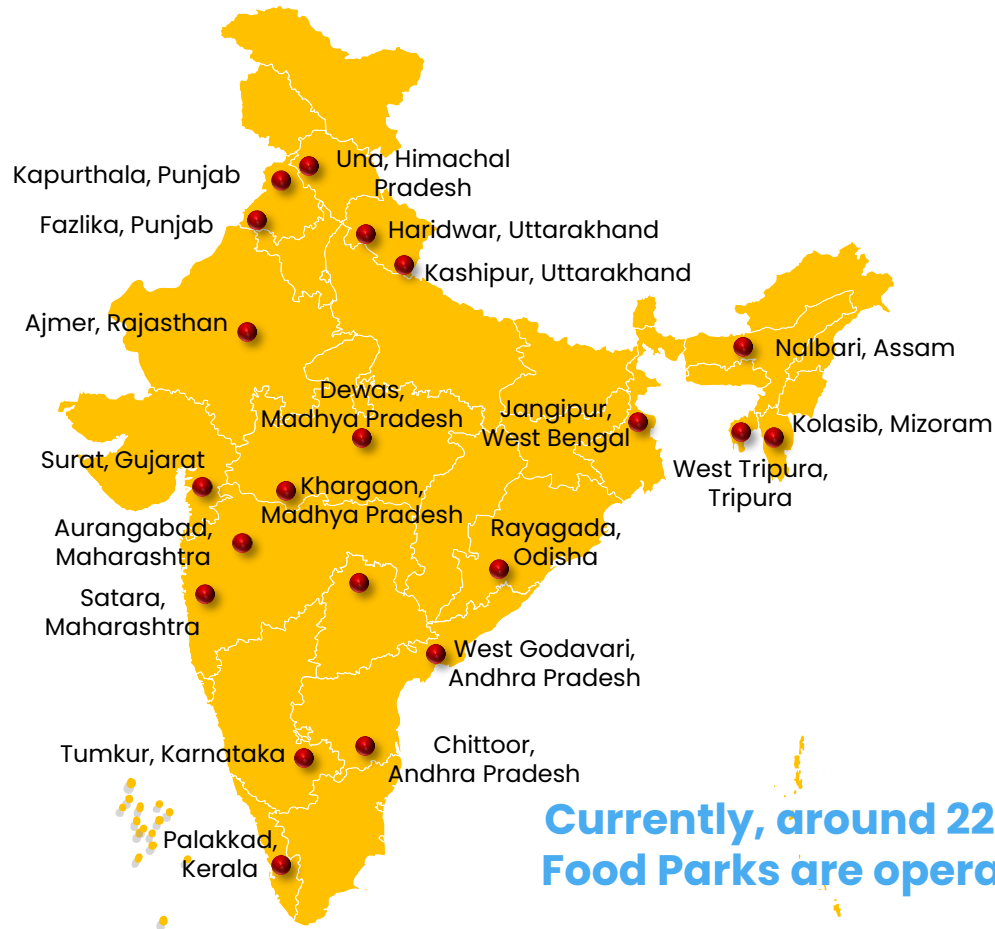 Una, Himachal
Pradesh
Kapurthala, Punjab
Fazlika, Punjab
Haridwar, Uttarakhand
Kashipur, Uttarakhand
Ajmer, Rajasthan
Nalbari, Assam
Dewas,
Madhya Pradesh
Jangipur,
West Bengal
Kolasib, Mizoram
Surat, Gujarat
West Tripura,
Tripura
Khargaon,
Madhya Pradesh
Aurangabad,
Maharashtra
Rayagada,
Odisha
Satara,
Maharashtra
West Godavari,
Andhra Pradesh
Tumkur, Karnataka
Chittoor,
Andhra Pradesh
Palakkad,
Kerala
Currently, around 22
Food Parks are opera